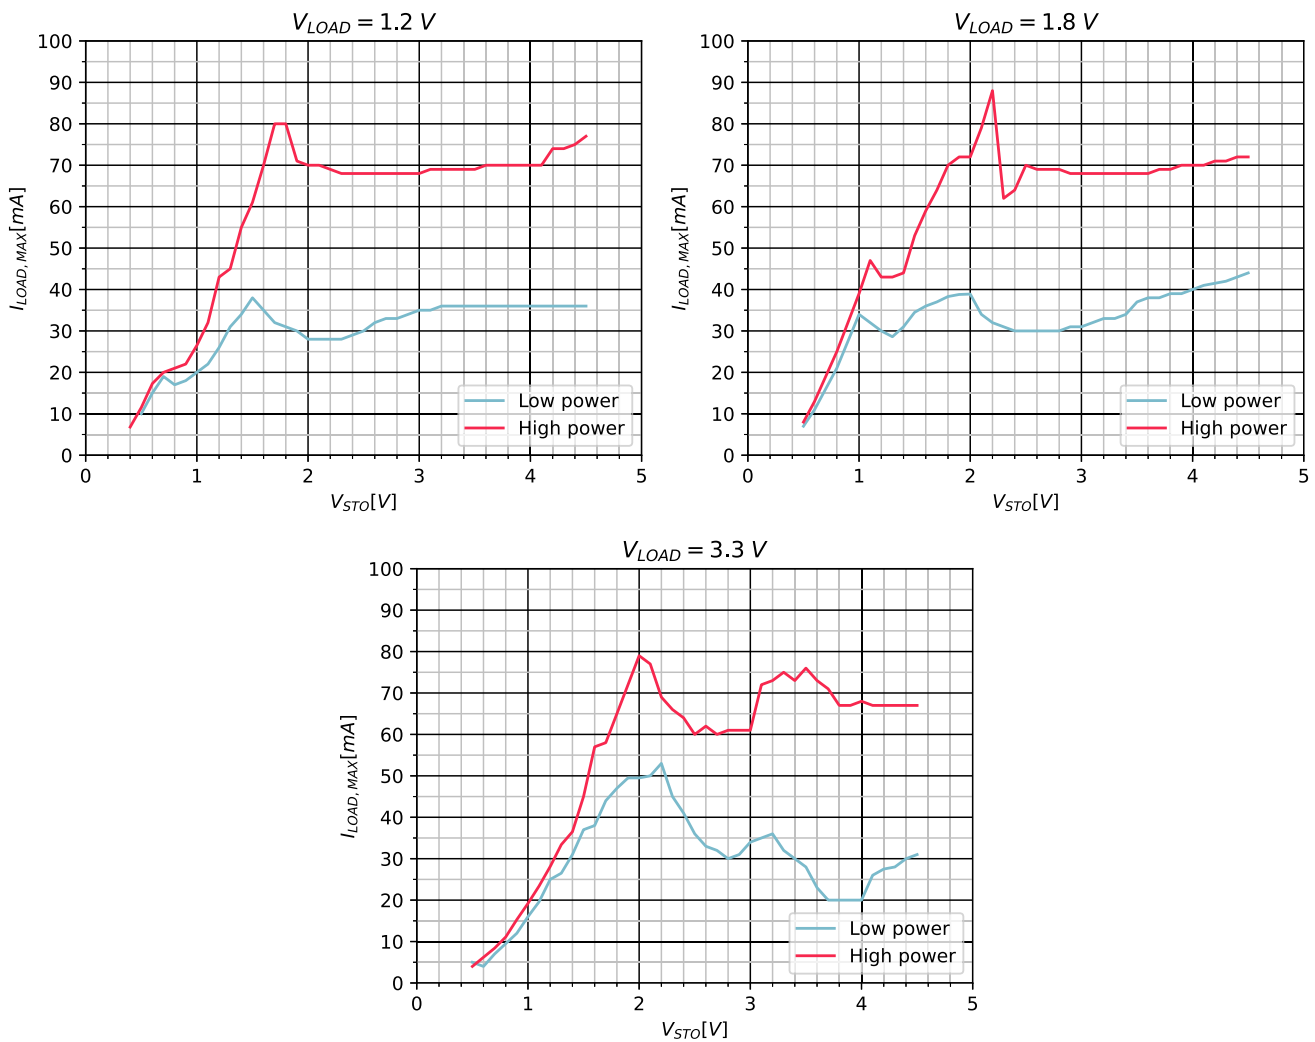 V_LOAD = 1.2 V
100
90
80
70
60
50
40
30
20
10
0
I_LOAD,MAX[mA]
0 1 2 3 4 5
V_STO[V]
Low power
High power
V_LOAD = 1.8 V
100
90
80
70
60
50
40
30
20
10
0
I_LOAD,MAX[mA]
0 1 2 3 4 5
V_STO[V]
Low power
High power
V_LOAD = 3.3 V
100
90
80
70
60
50
40
30
20
10
0
I_LOAD,MAX[mA]
0 1 2 3 4 5
V_STO[V]
Low power
High power